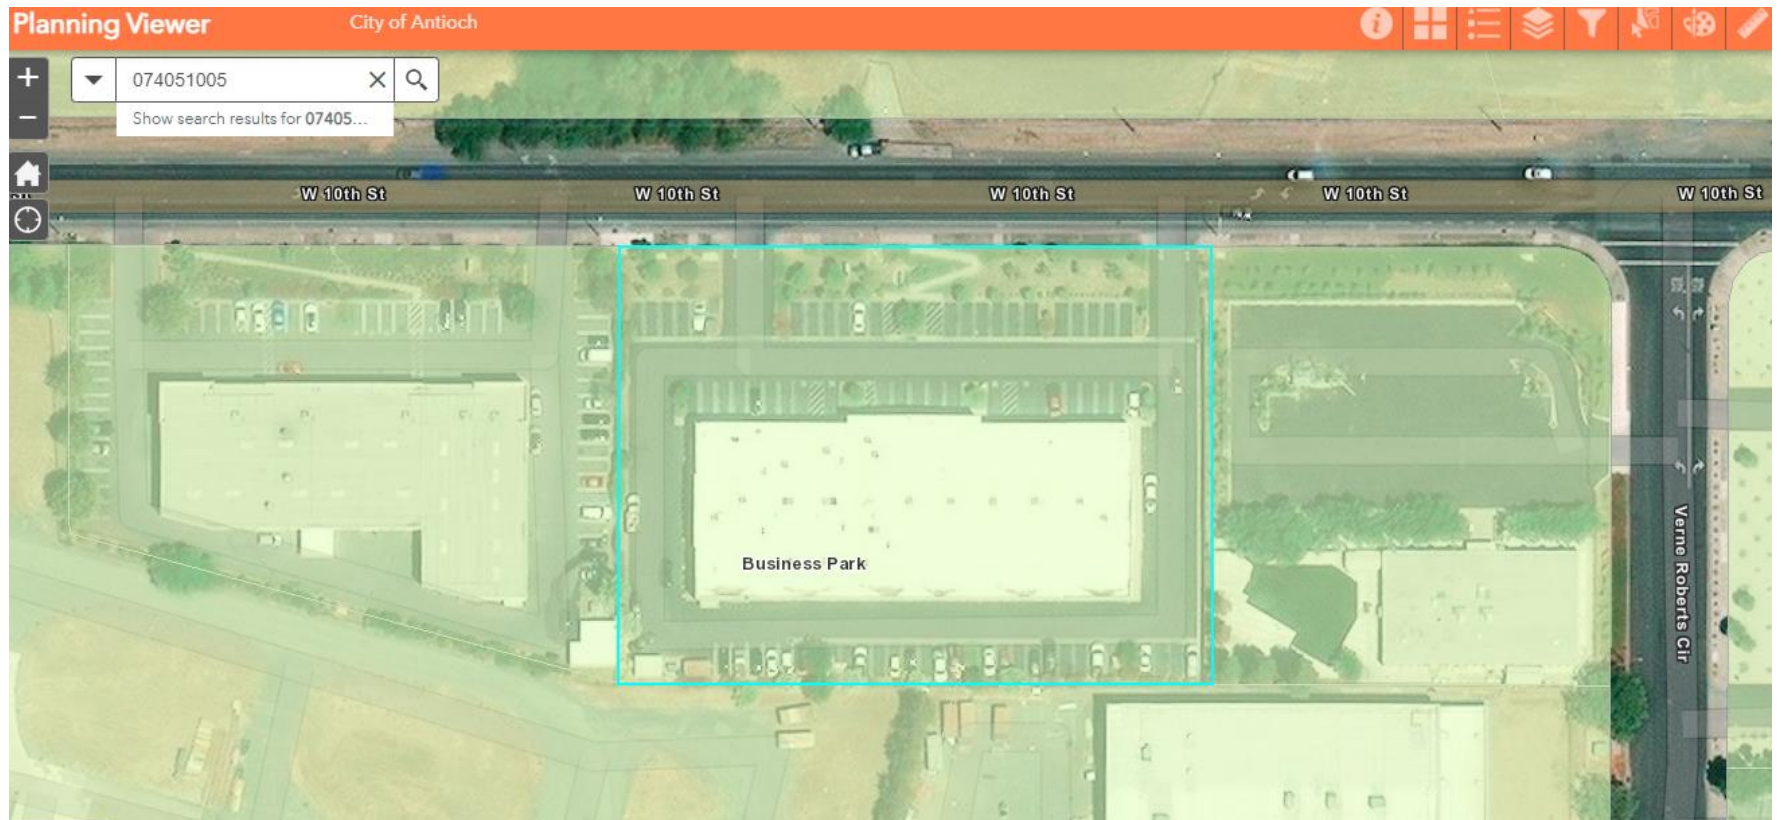 Planning Viewer
City of Antioch
074051005
Show search results for 07405...
W 10th St
W 10th St
W 10th St
W 10th St
W 10th St
Business Park
Verne Roberts Cir